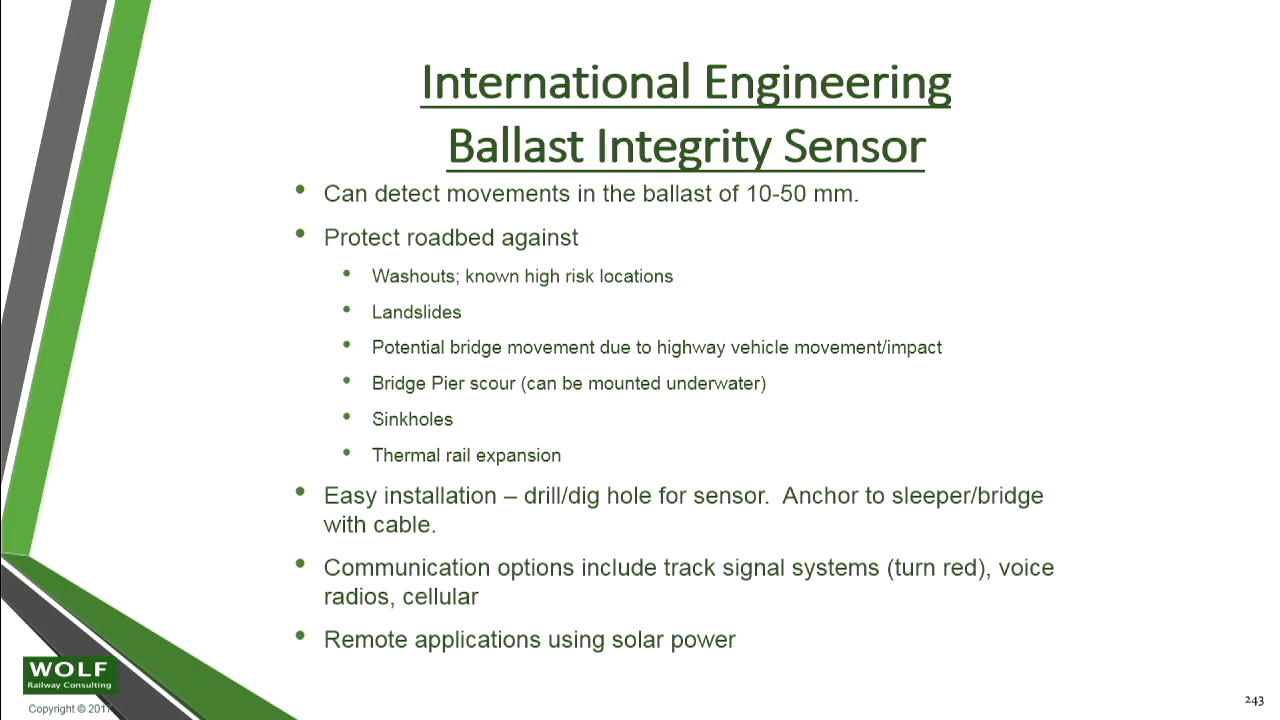 International Engineering
Ballast Integrity Sensor
• Can detect movements in the ballast of 10-50 mm.
• Protect roadbed against
• Washouts; known high risk locations
• Landslides
• Potential bridge movement due to highway vehicle movement/impact
• Bridge Pier scour (can be mounted underwater)
• Sinkholes
• Thermal rail expansion
• Easy installation – drill/dig hole for sensor.  Anchor to sleeper/bridge
with cable.
• Communication options include track signal systems (turn red), voice
radios, cellular
• Remote applications using solar power
WOLF
Railway Consulting
Copyright ©
243